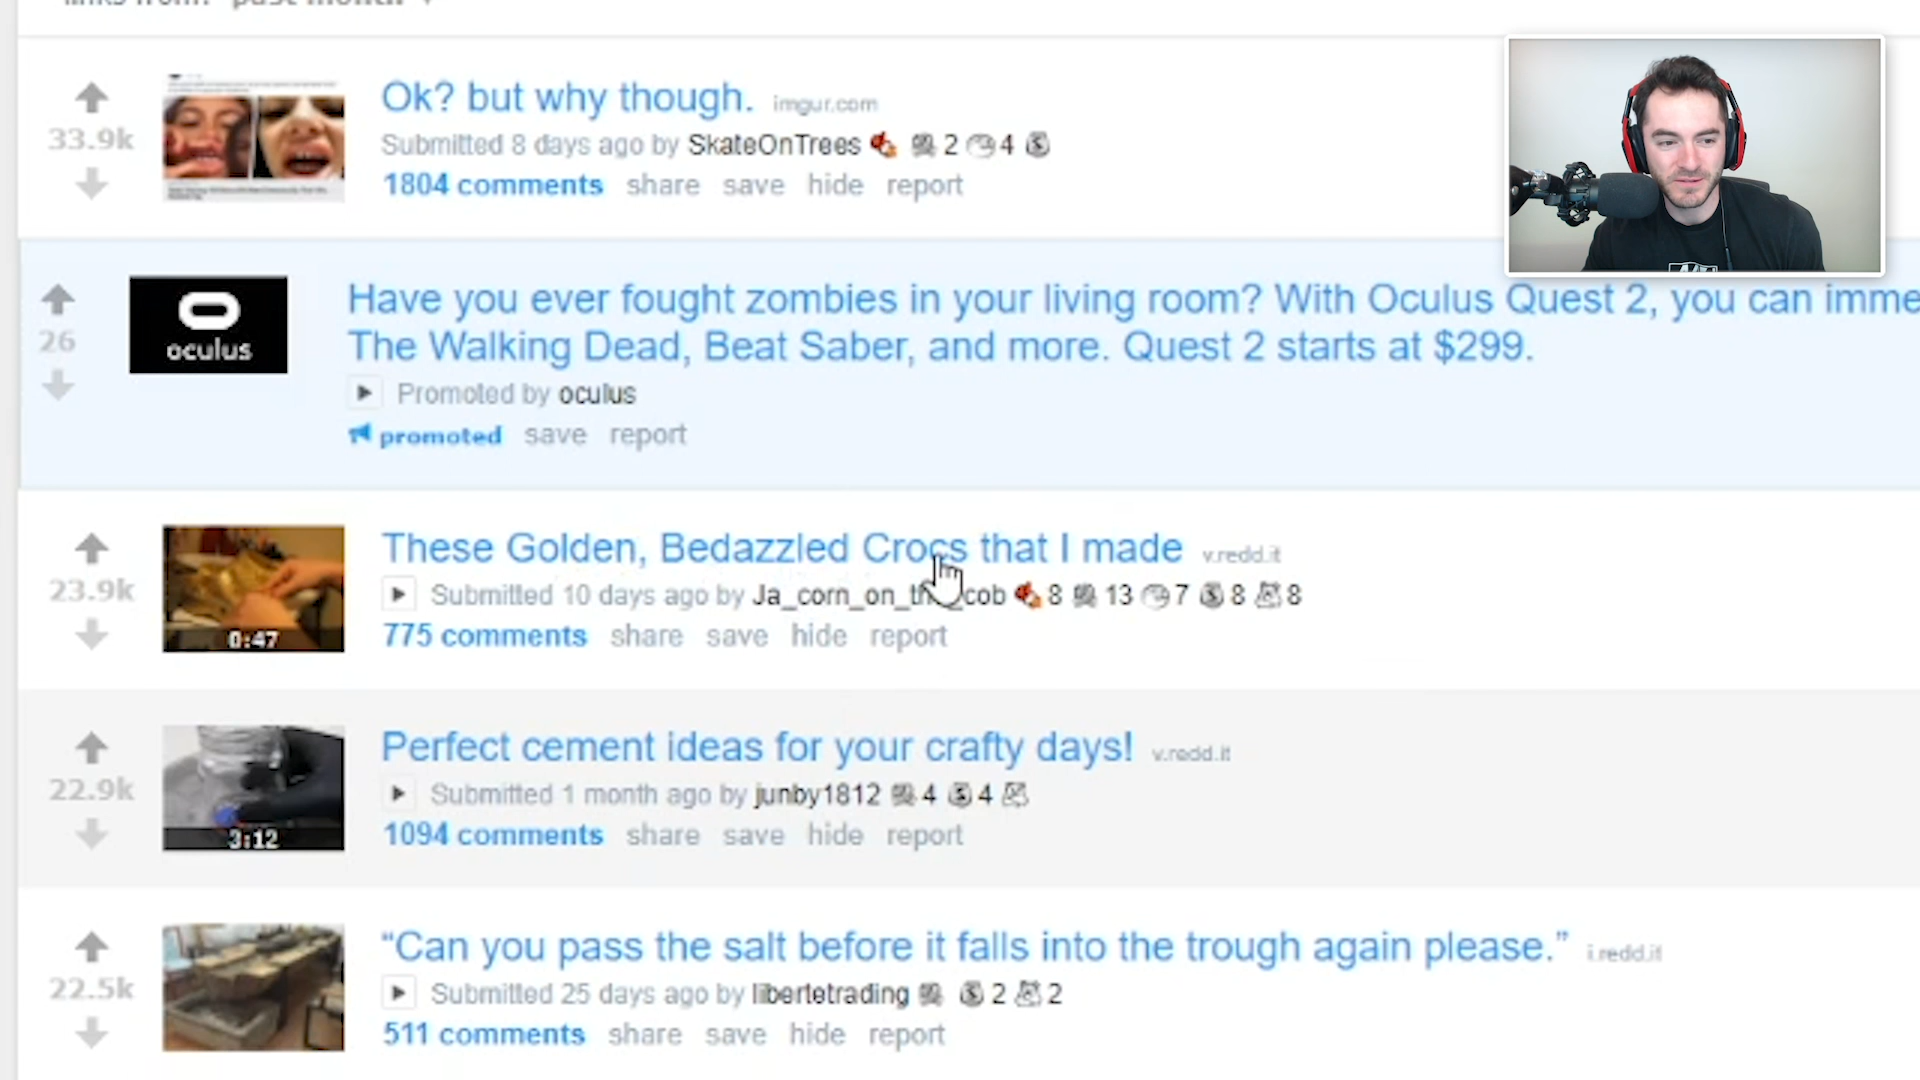 past month
33.9k
Ok? but why though. imgur.com
Submitted 8 days ago by SkateOnTrees 2 4
1804 comments share save hide report
26
oculus
Have you ever fought zombies in your living room? With Oculus Quest 2, you can imme
The Walking Dead, Beat Saber, and more. Quest 2 starts at $299.
Promoted by oculus
promoted save report
23.9k
0:47
These Golden, Bedazzled Crocs that I made v.redd.it
Submitted 10 days ago by Ja_corn_on_the_cob 8 13 7 8 8
775 comments share save hide report
22.9k
3:12
Perfect cement ideas for your crafty days! v.redd.it
Submitted 1 month ago by junby1812 4 4
1094 comments share save hide report
22.5k
“Can you pass the salt before it falls into the trough again please.” i.redd.it
Submitted 25 days ago by libertetrading 2 2
511 comments share save hide report